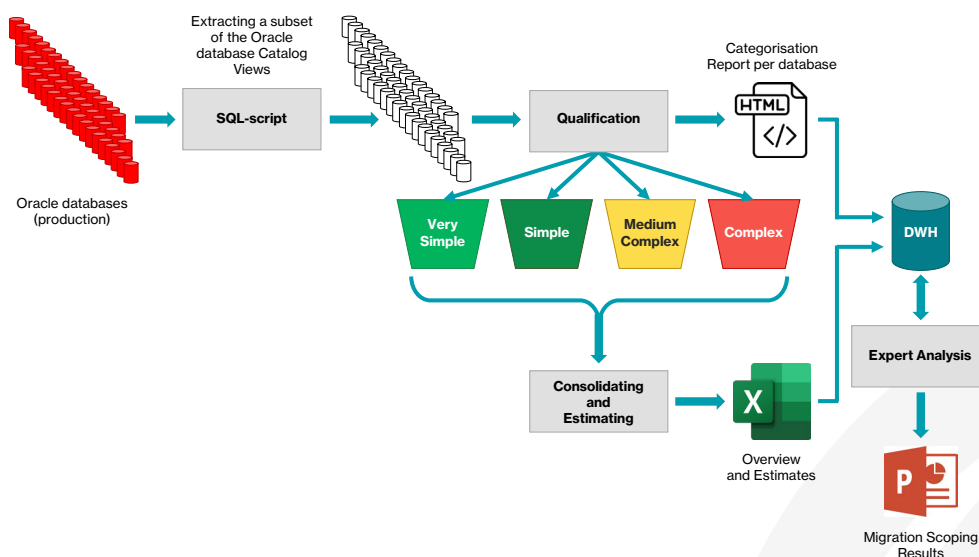 Extracting a subset
of the Oracle
database Catalog
Views
Categorisation
Report per database
SQL-script
Qualification
HTML
</>
Oracle databases
(production)
Very
Simple
Simple
Medium
Complex
Complex
DWH
Expert Analysis
Consolidating
and
Estimating
X
Overview
and Estimates
P
Migration Scoping
Results